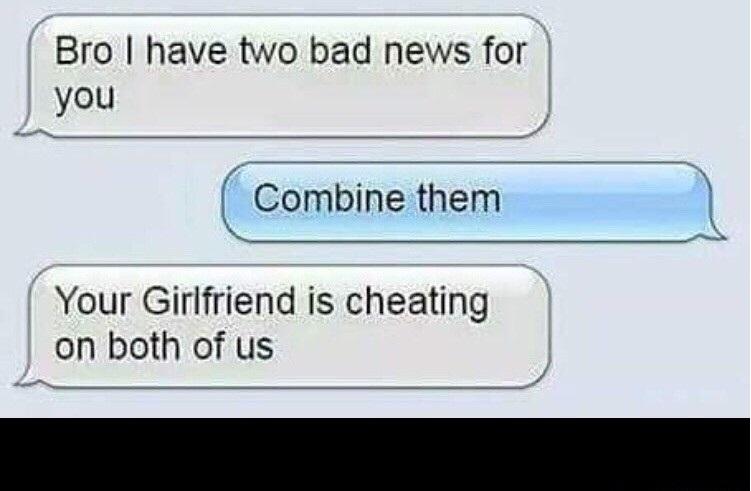 Bro I have two bad news for
you
Combine them
Your Girlfriend is cheating
on both of us